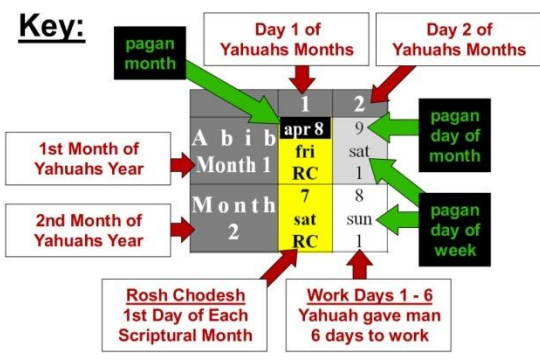 Key:
pagan
month
Day 1 of
Yahuahs Months
Day 2 of
Yahuahs Months
1 2
1st Month of
Yahuahs Year
Abib
Month 1
apr 8
fri
RC
9
sat
1
pagan
day of
month
2nd Month of
Yahuahs Year
Month
2
7
sat
RC
8
sun
1
pagan
day of
week
Rosh Chodesh
1st Day of Each
Scriptural Month
Work Days 1 - 6
Yahuah gave man
6 days to work